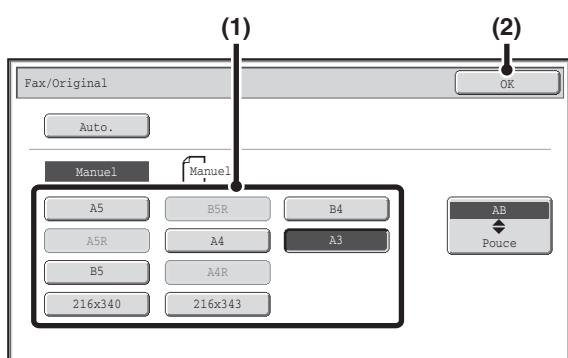 (1) (2)
Fax/Original OK
Auto.
Manuel Manuel
A5 B5R B4 AB
A5R A4 A3 Pouce
B5 A4R
216x340 216x343